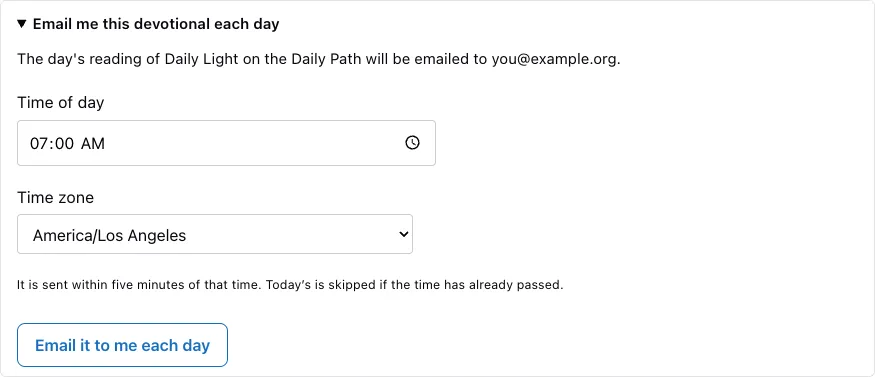 ▼ Email me this devotional each day
The day's reading of Daily Light on the Daily Path will be emailed to you@example.org.
Time of day
07:00 AM
Time zone
America/Los Angeles
It is sent within five minutes of that time. Today’s is skipped if the time has already passed.
Email it to me each day